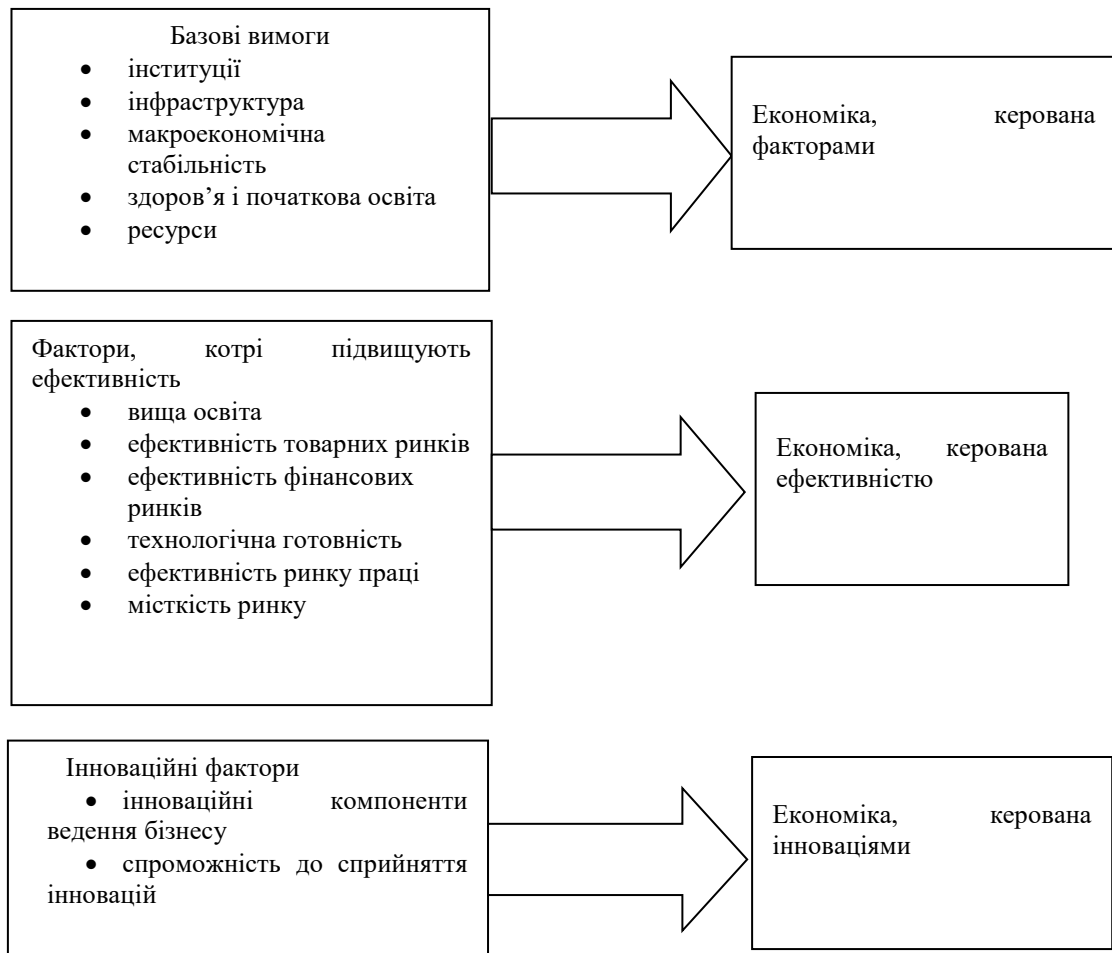 Базові вимоги
• інституції
• інфраструктура
• макроекономічна
стабільність
• здоров’я і початкова освіта
• ресурси
Економіка, керована
факторами
Фактори, котрі підвищують
ефективність
• вища освіта
• ефективність товарних ринків
• ефективність фінансових
ринків
• технологічна готовність
• ефективність ринку праці
• місткість ринку
Економіка, керована
ефективністю
Інноваційні фактори
• інноваційні компоненти
ведення бізнесу
• спроможність до сприйняття
інновацій
Економіка, керована
інноваціями